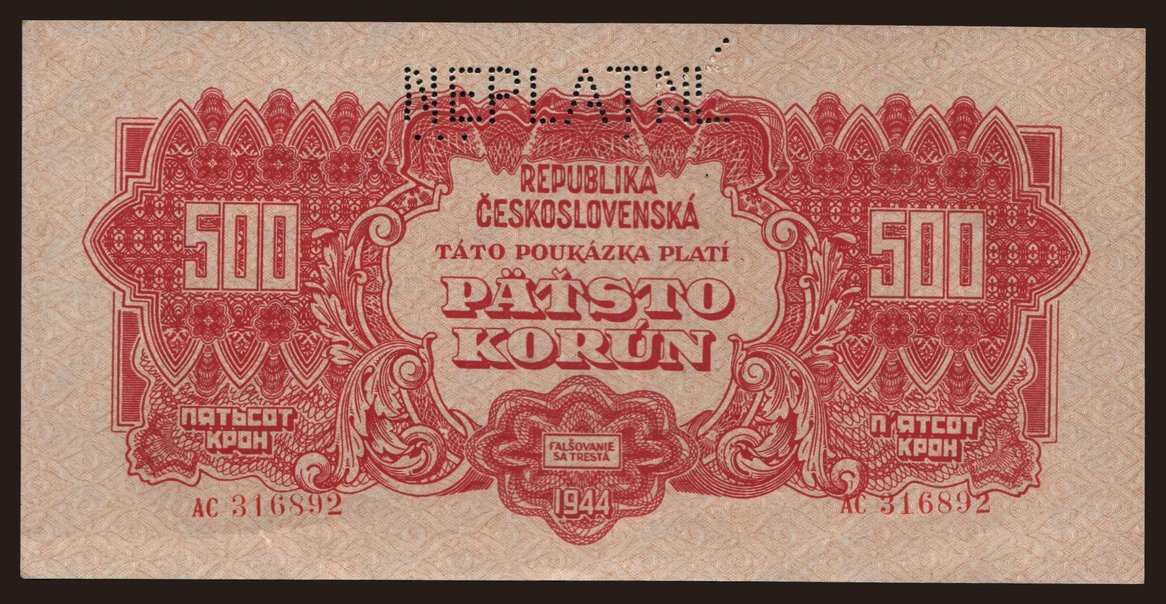 NEPLATNÉ
REPUBLIKA
ČESKOSLOVENSKÁ
TÁTO POUKÁZKA PLATÍ
500
500
PÄŤSTO
KORÚN
ПЯТЬСОТ
КРОН
П'ЯТСОТ
КРОН
FALŠOVANIE
SA TRESTÁ
1944
AC 316892
AC 316892